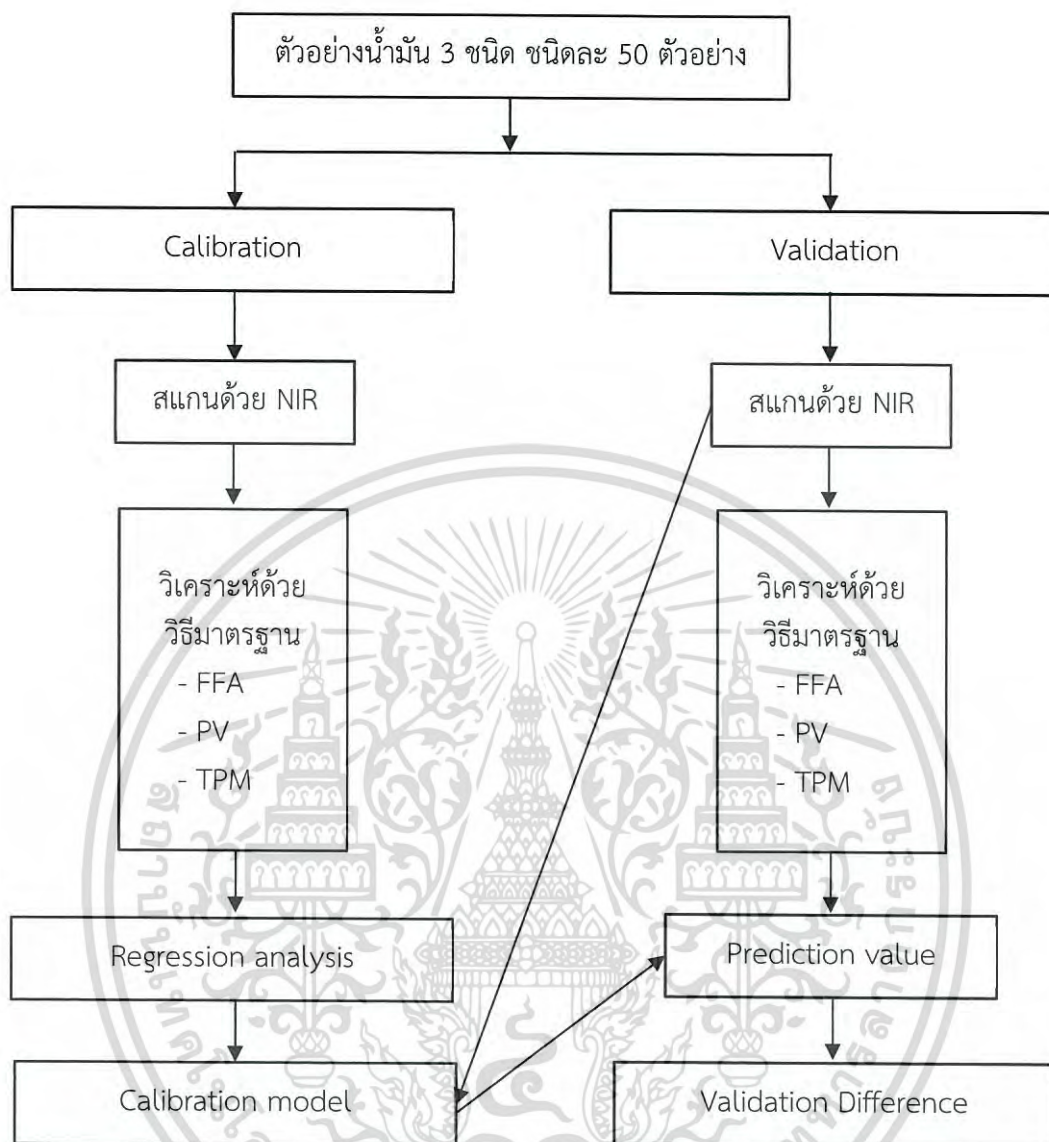 ตัวอย่างน้ำมัน 3 ชนิด ชนิดละ 50 ตัวอย่าง
Calibration
Validation
สแกนด้วย NIR
สแกนด้วย NIR
วิเคราะห์ด้วย
วิธีมาตรฐาน
- FFA
- PV
- TPM
วิเคราะห์ด้วย
วิธีมาตรฐาน
- FFA
- PV
- TPM
Regression analysis
Prediction value
Calibration model
Validation Difference